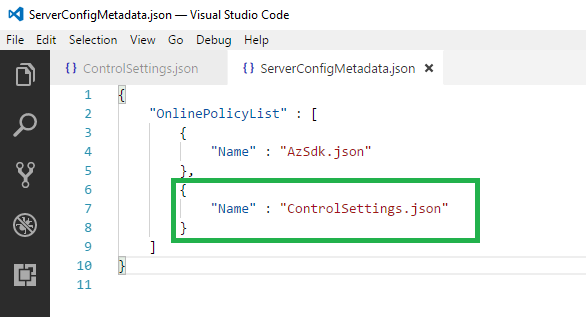 ServerConfigMetadata.json — Visual Studio Code
File Edit Selection View Go Debug Help
{ } ControlSettings.json { } ServerConfigMetadata.json ×
1 {
2 "OnlinePolicyList" : [
3 {
4 "Name" : "AzSdk.json"
5 },
6 {
7 "Name" : "ControlSettings.json"
8 }
9 ]
10 }
11